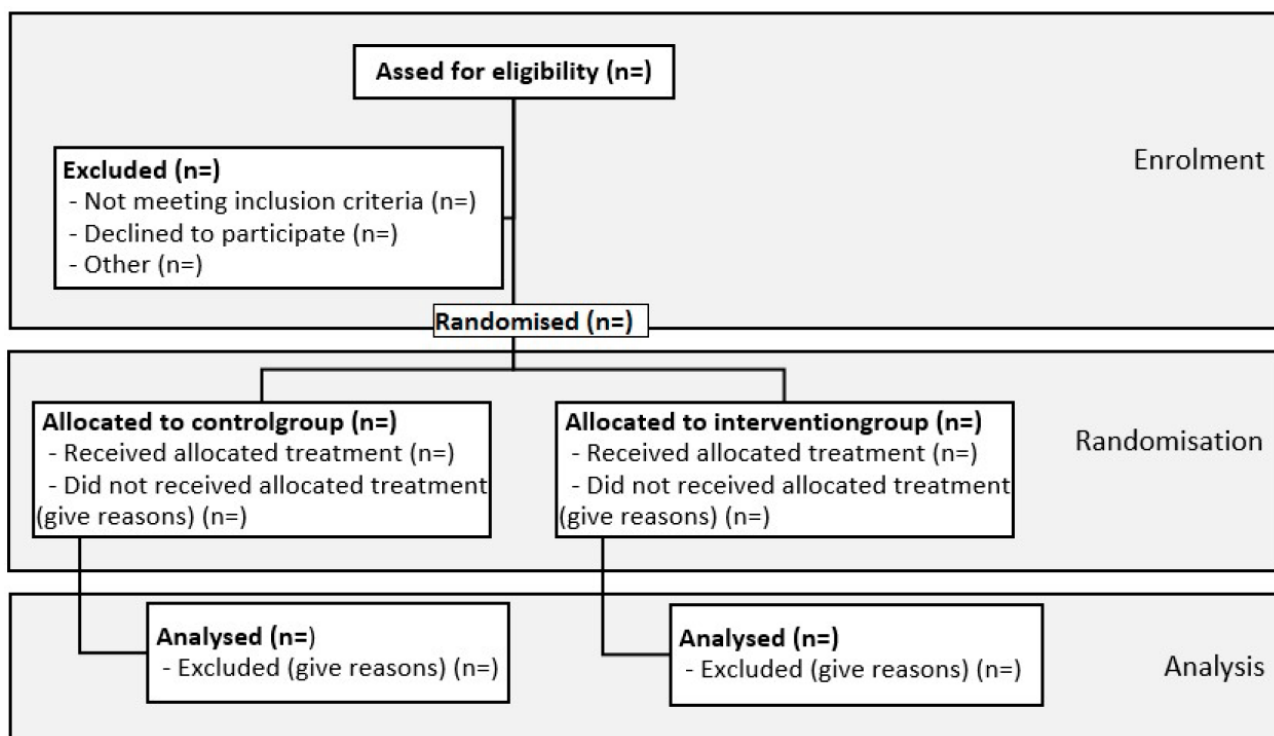 Assed for eligibility (n=)
Enrolment
Excluded (n=)
- Not meeting inclusion criteria (n=)
- Declined to participate (n=)
- Other (n=)
Randomised (n=)
Randomisation
Allocated to controlgroup (n=)
- Received allocated treatment (n=)
- Did not received allocated treatment
(give reasons) (n=)
Allocated to interventiongroup (n=)
- Received allocated treatment (n=)
- Did not received allocated treatment
(give reasons) (n=)
Analysed (n=)
- Excluded (give reasons) (n=)
Analysed (n=)
- Excluded (give reasons) (n=)
Analysis